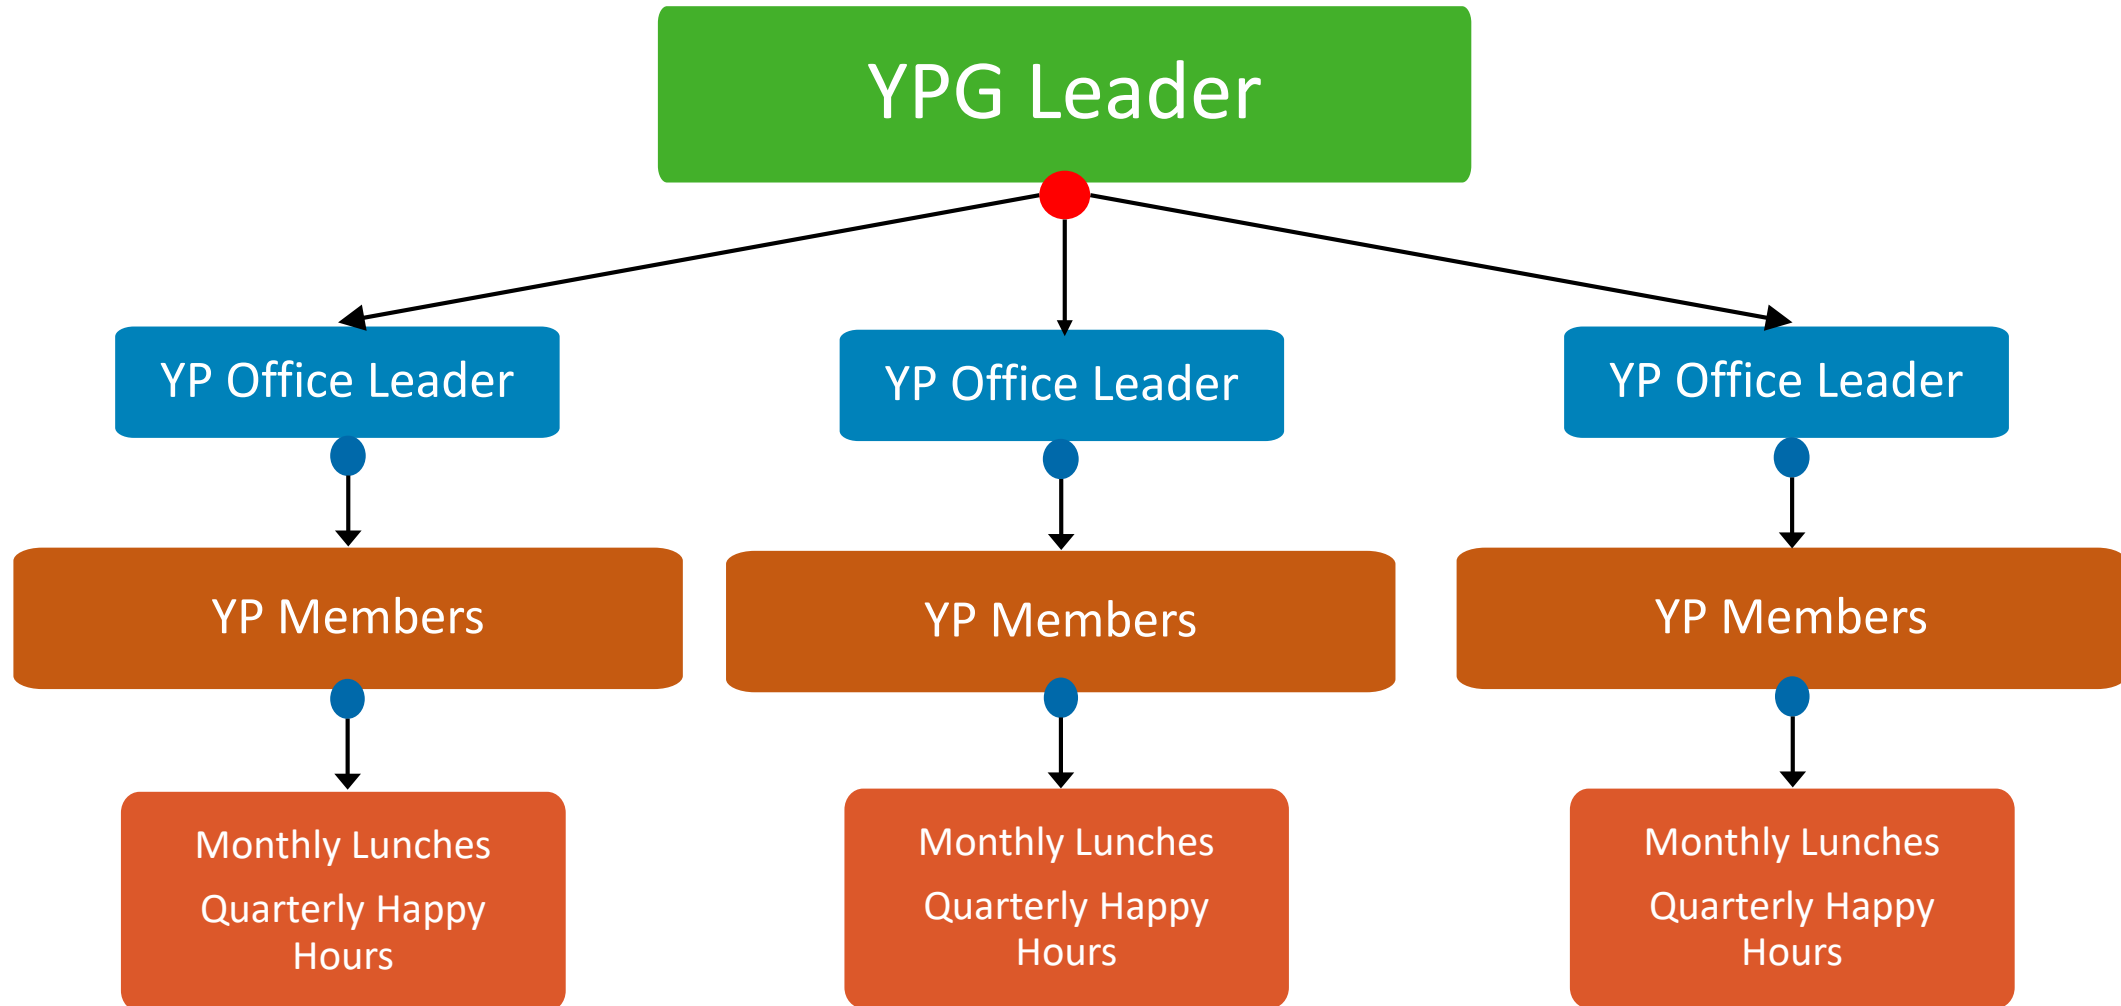 YPG Leader
YP Office Leader
YP Office Leader
YP Office Leader
YP Members
YP Members
YP Members
Monthly Lunches
Quarterly Happy
Hours
Monthly Lunches
Quarterly Happy
Hours
Monthly Lunches
Quarterly Happy
Hours